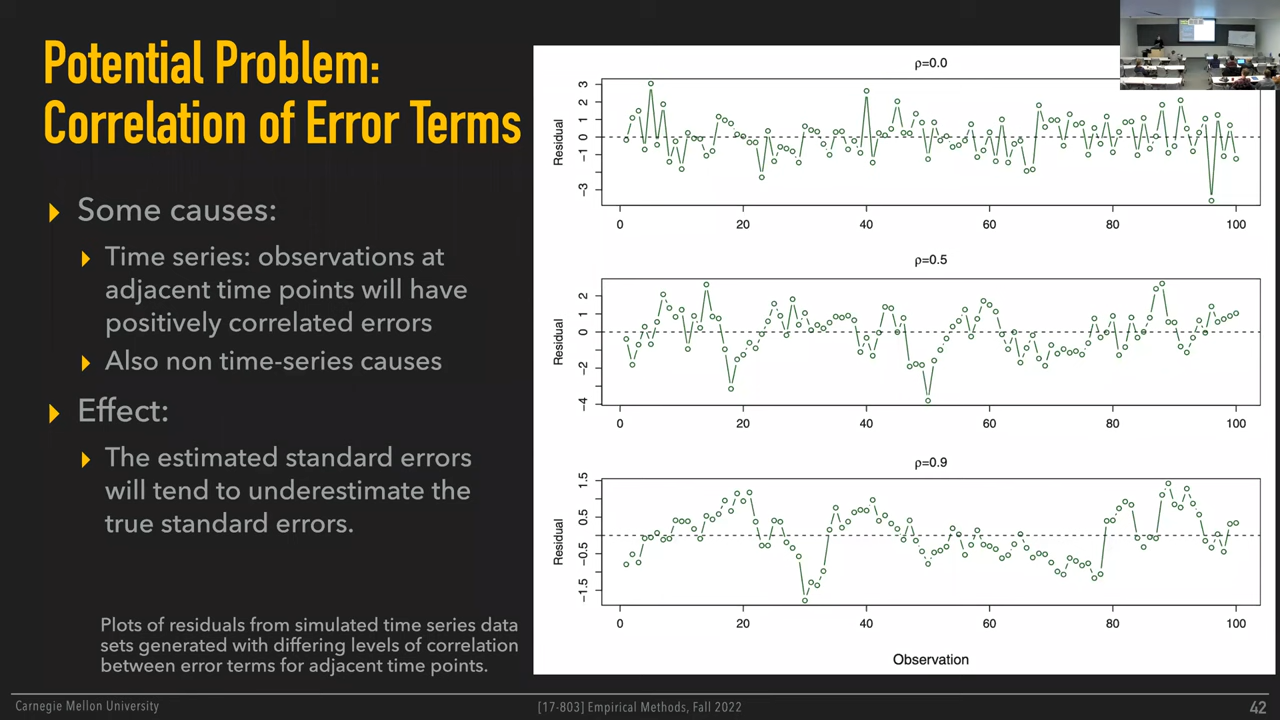 Potential Problem:
Correlation of Error Terms
Some causes:
Time series: observations at
adjacent time points will have
positively correlated errors
Also non time-series causes
Effect:
The estimated standard errors
will tend to underestimate the
true standard errors.
Plots of residuals from simulated time series data
sets generated with differing levels of correlation
between error terms for adjacent time points.
ρ=0.0
Residual
3
2
1
0
−1
−3
0 20 40 60 80 100
ρ=0.5
Residual
2
1
0
−2
−4
0 20 40 60 80 100
ρ=0.9
Residual
1.5
0.5
−0.5
−1.5
0 20 40 60 80 100
Observation
Carnegie Mellon University
[17-803] Empirical Methods, Fall 2022
42